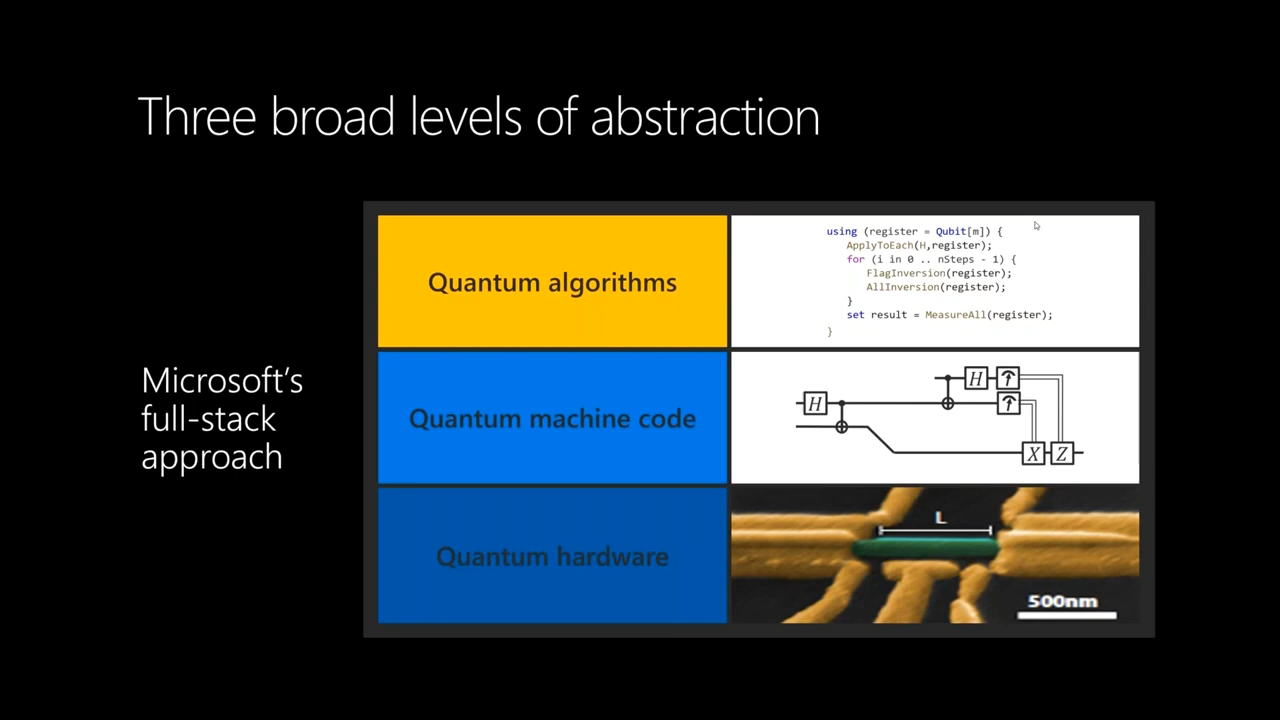 Three broad levels of abstraction
Microsoft's
full-stack
approach
Quantum algorithms
using (register = Qubit[m]) {
ApplyToEach(H,register);
for (i in 0 .. nSteps - 1) {
FlagInversion(register);
AllInversion(register);
}
set result = MeasureAll(register);
}
Quantum machine code
H
H
X Z
Quantum hardware
L
500nm